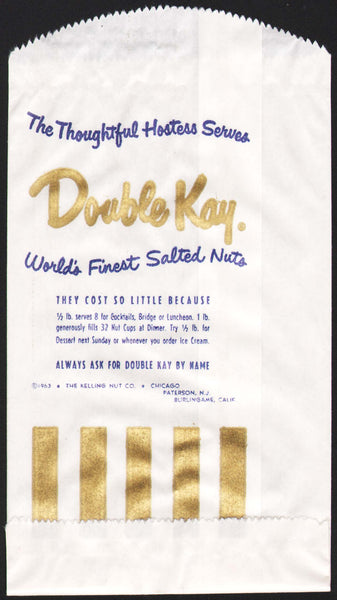 The Thoughtful Hostess Serves
Double Kay.
World's Finest Salted Nuts
THEY COST SO LITTLE BECAUSE
½ lb. serves 8 for Cocktails, Bridge or Luncheon. 1 lb.
generously fills 32 Nut Cups at Dinner. Try ½ lb. for
Dessert next Sunday or whenever you order Ice Cream.
ALWAYS ASK FOR DOUBLE KAY BY NAME
©1963 ★ THE KELLING NUT CO. ★ CHICAGO
PATERSON, N.J.
BURLINGAME, CALIF.